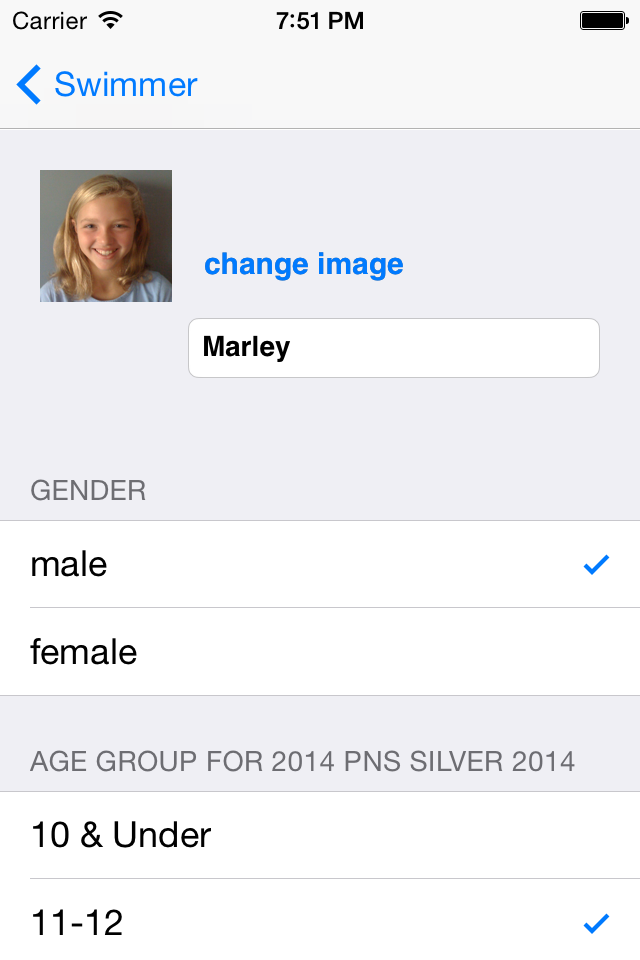 Carrier 7:51 PM
Swimmer
change image
Marley
GENDER
male
female
AGE GROUP FOR 2014 PNS SILVER 2014
10 & Under
11-12